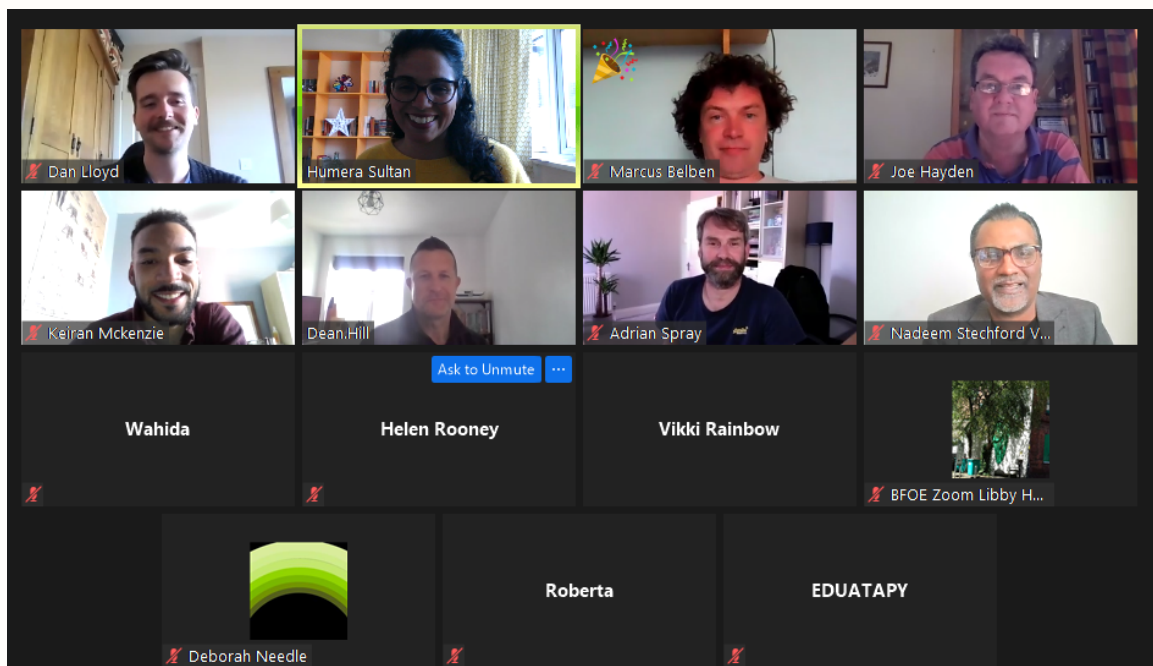 Dan Lloyd
Humera Sultan
Marcus Belben
Joe Hayden
Keiran Mckenzie
Dean.Hill
Adrian Spray
Nadeem Stechford V...
Ask to Unmute ...
Wahida
Helen Rooney
Vikki Rainbow
BFOE Zoom Libby H...
Deborah Needle
Roberta
EDUATAPY